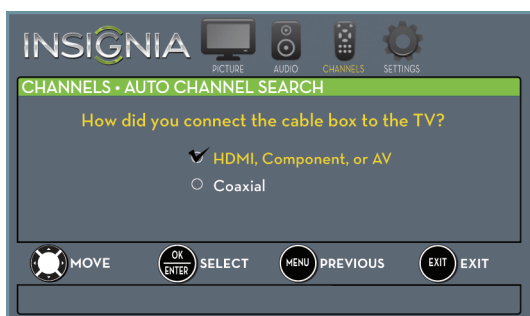 INSIGNIA
PICTURE AUDIO CHANNELS SETTINGS
CHANNELS • AUTO CHANNEL SEARCH
How did you connect the cable box to the TV?
HDMI, Component, or AV
Coaxial
MOVE OK ENTER SELECT MENU PREVIOUS EXIT EXIT